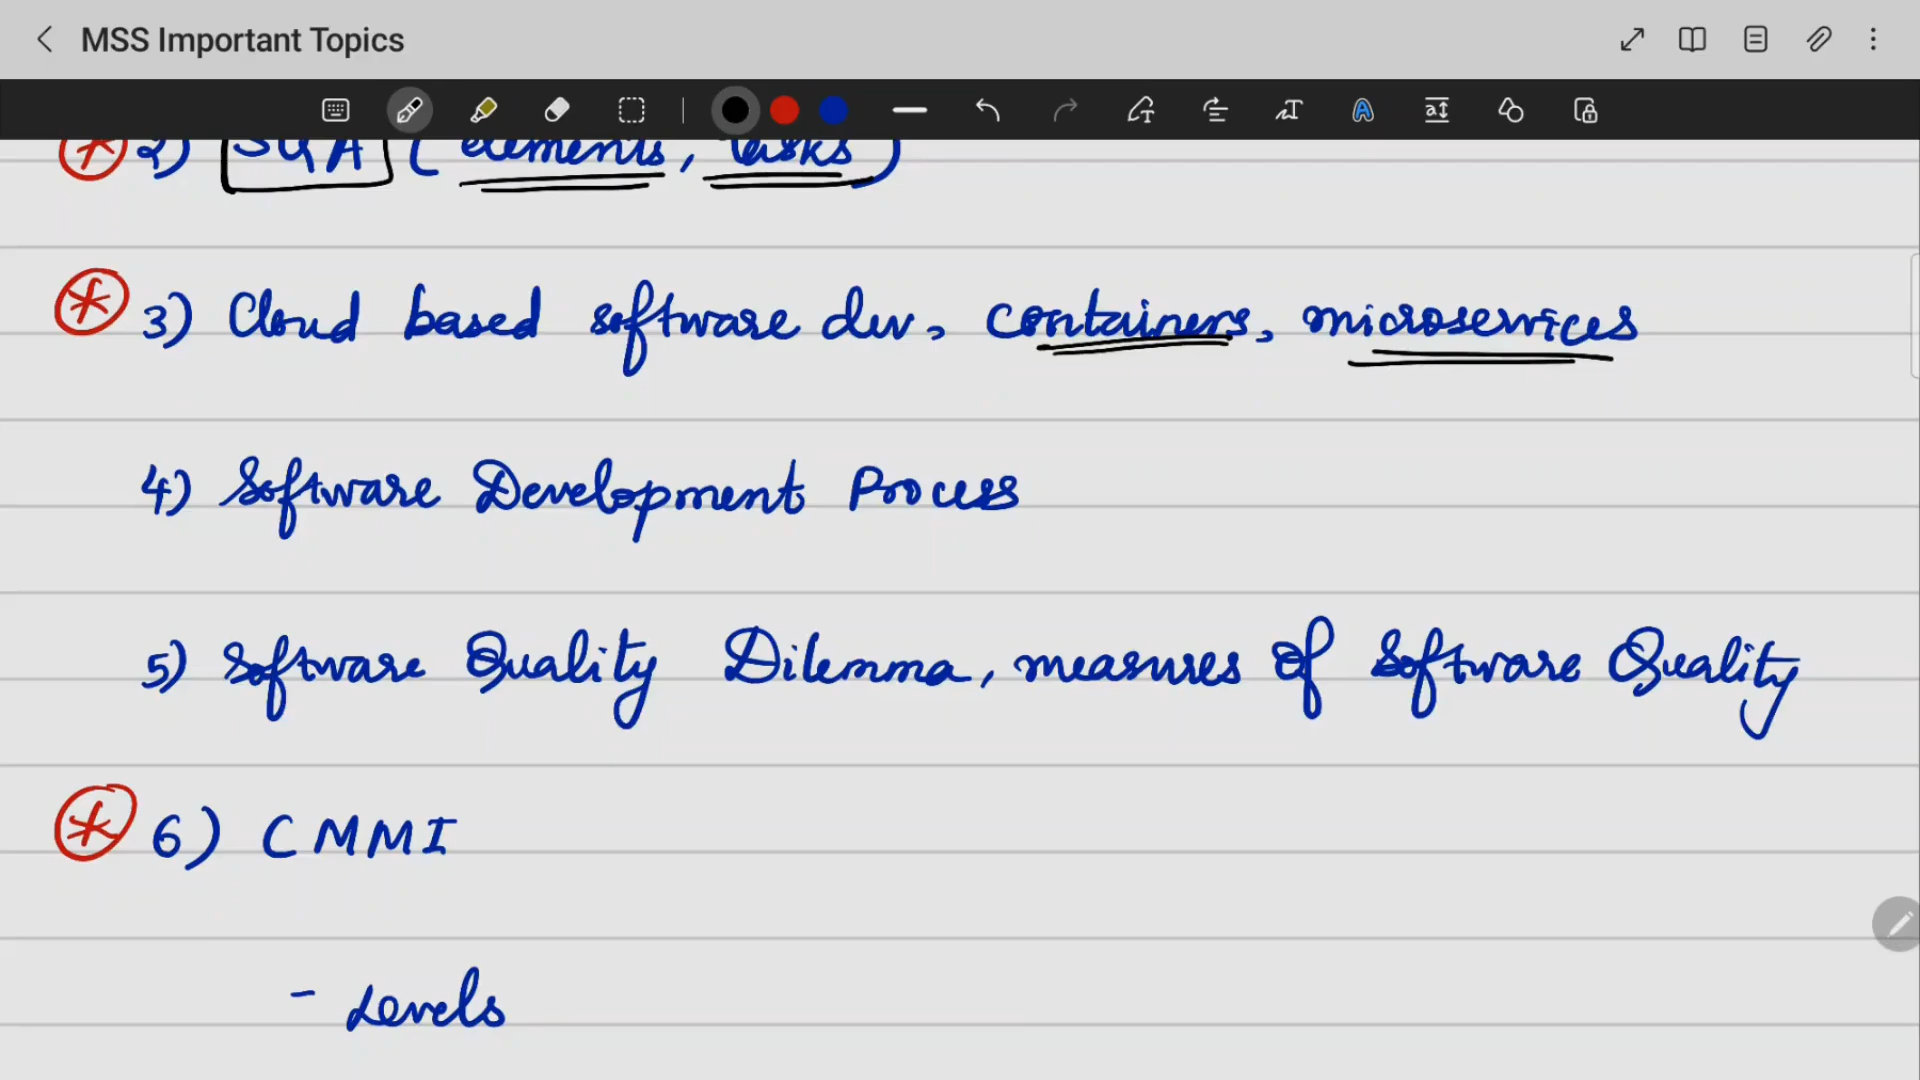 MSS Important Topics
2) SQA (elements, tasks)
3) Cloud based software dev, containers, microservices
4) Software Development Process
5) Software Quality Dilemma, measures of Software Quality
6) CMMI
- Levels